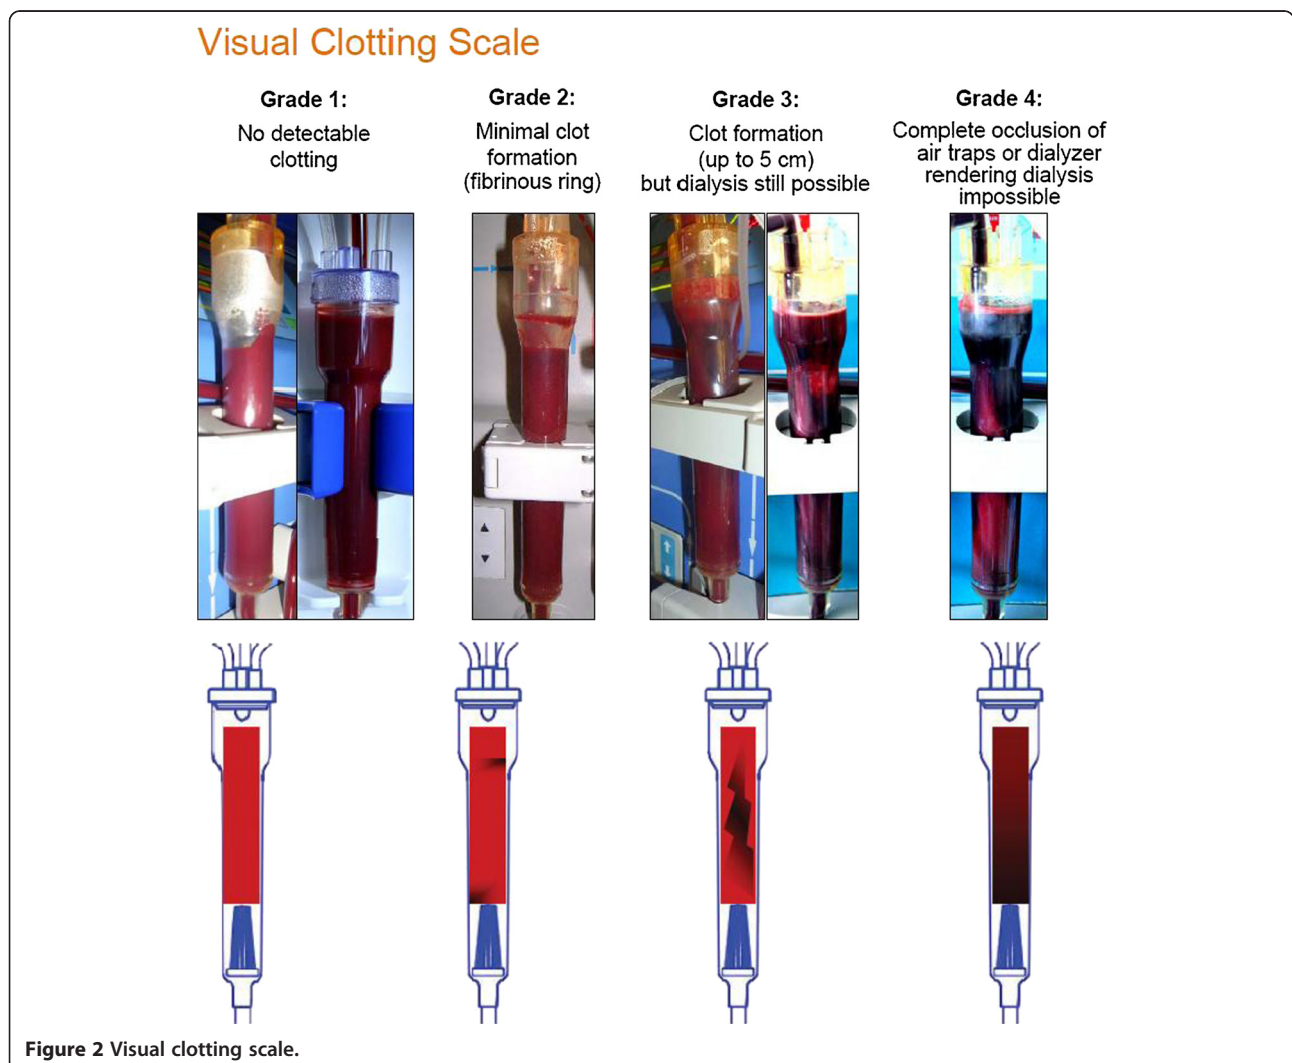 Visual Clotting Scale
Grade 1:
No detectable
clotting
Grade 2:
Minimal clot
formation
(fibrinous ring)
Grade 3:
Clot formation
(up to 5 cm)
but dialysis still possible
Grade 4:
Complete occlusion of
air traps or dialyzer
rendering dialysis
impossible
Figure 2 Visual clotting scale.